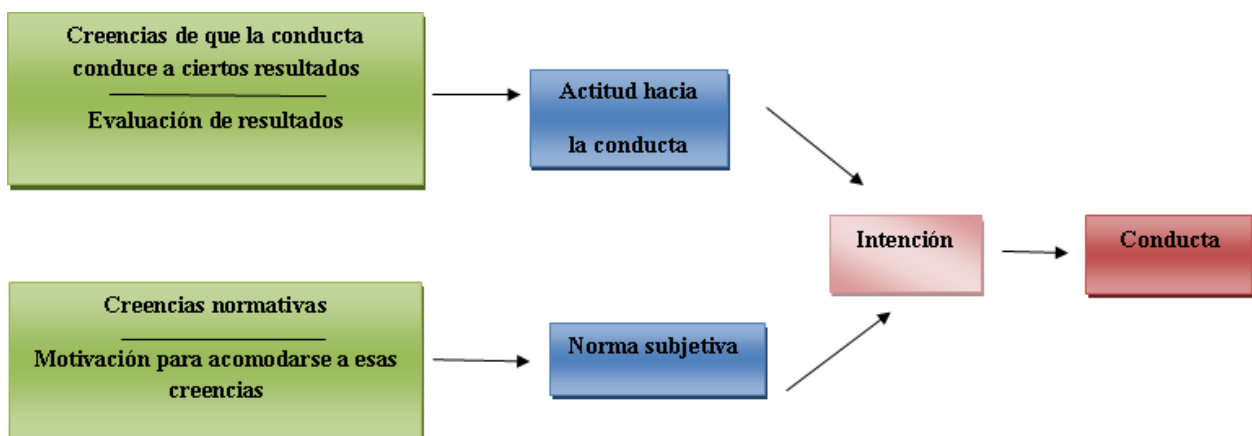 Creencias de que la conducta
conduce a ciertos resultados
Evaluación de resultados
Actitud hacia
la conducta
Intención
Conducta
Creencias normativas
Motivación para acomodarse a esas
creencias
Norma subjetiva